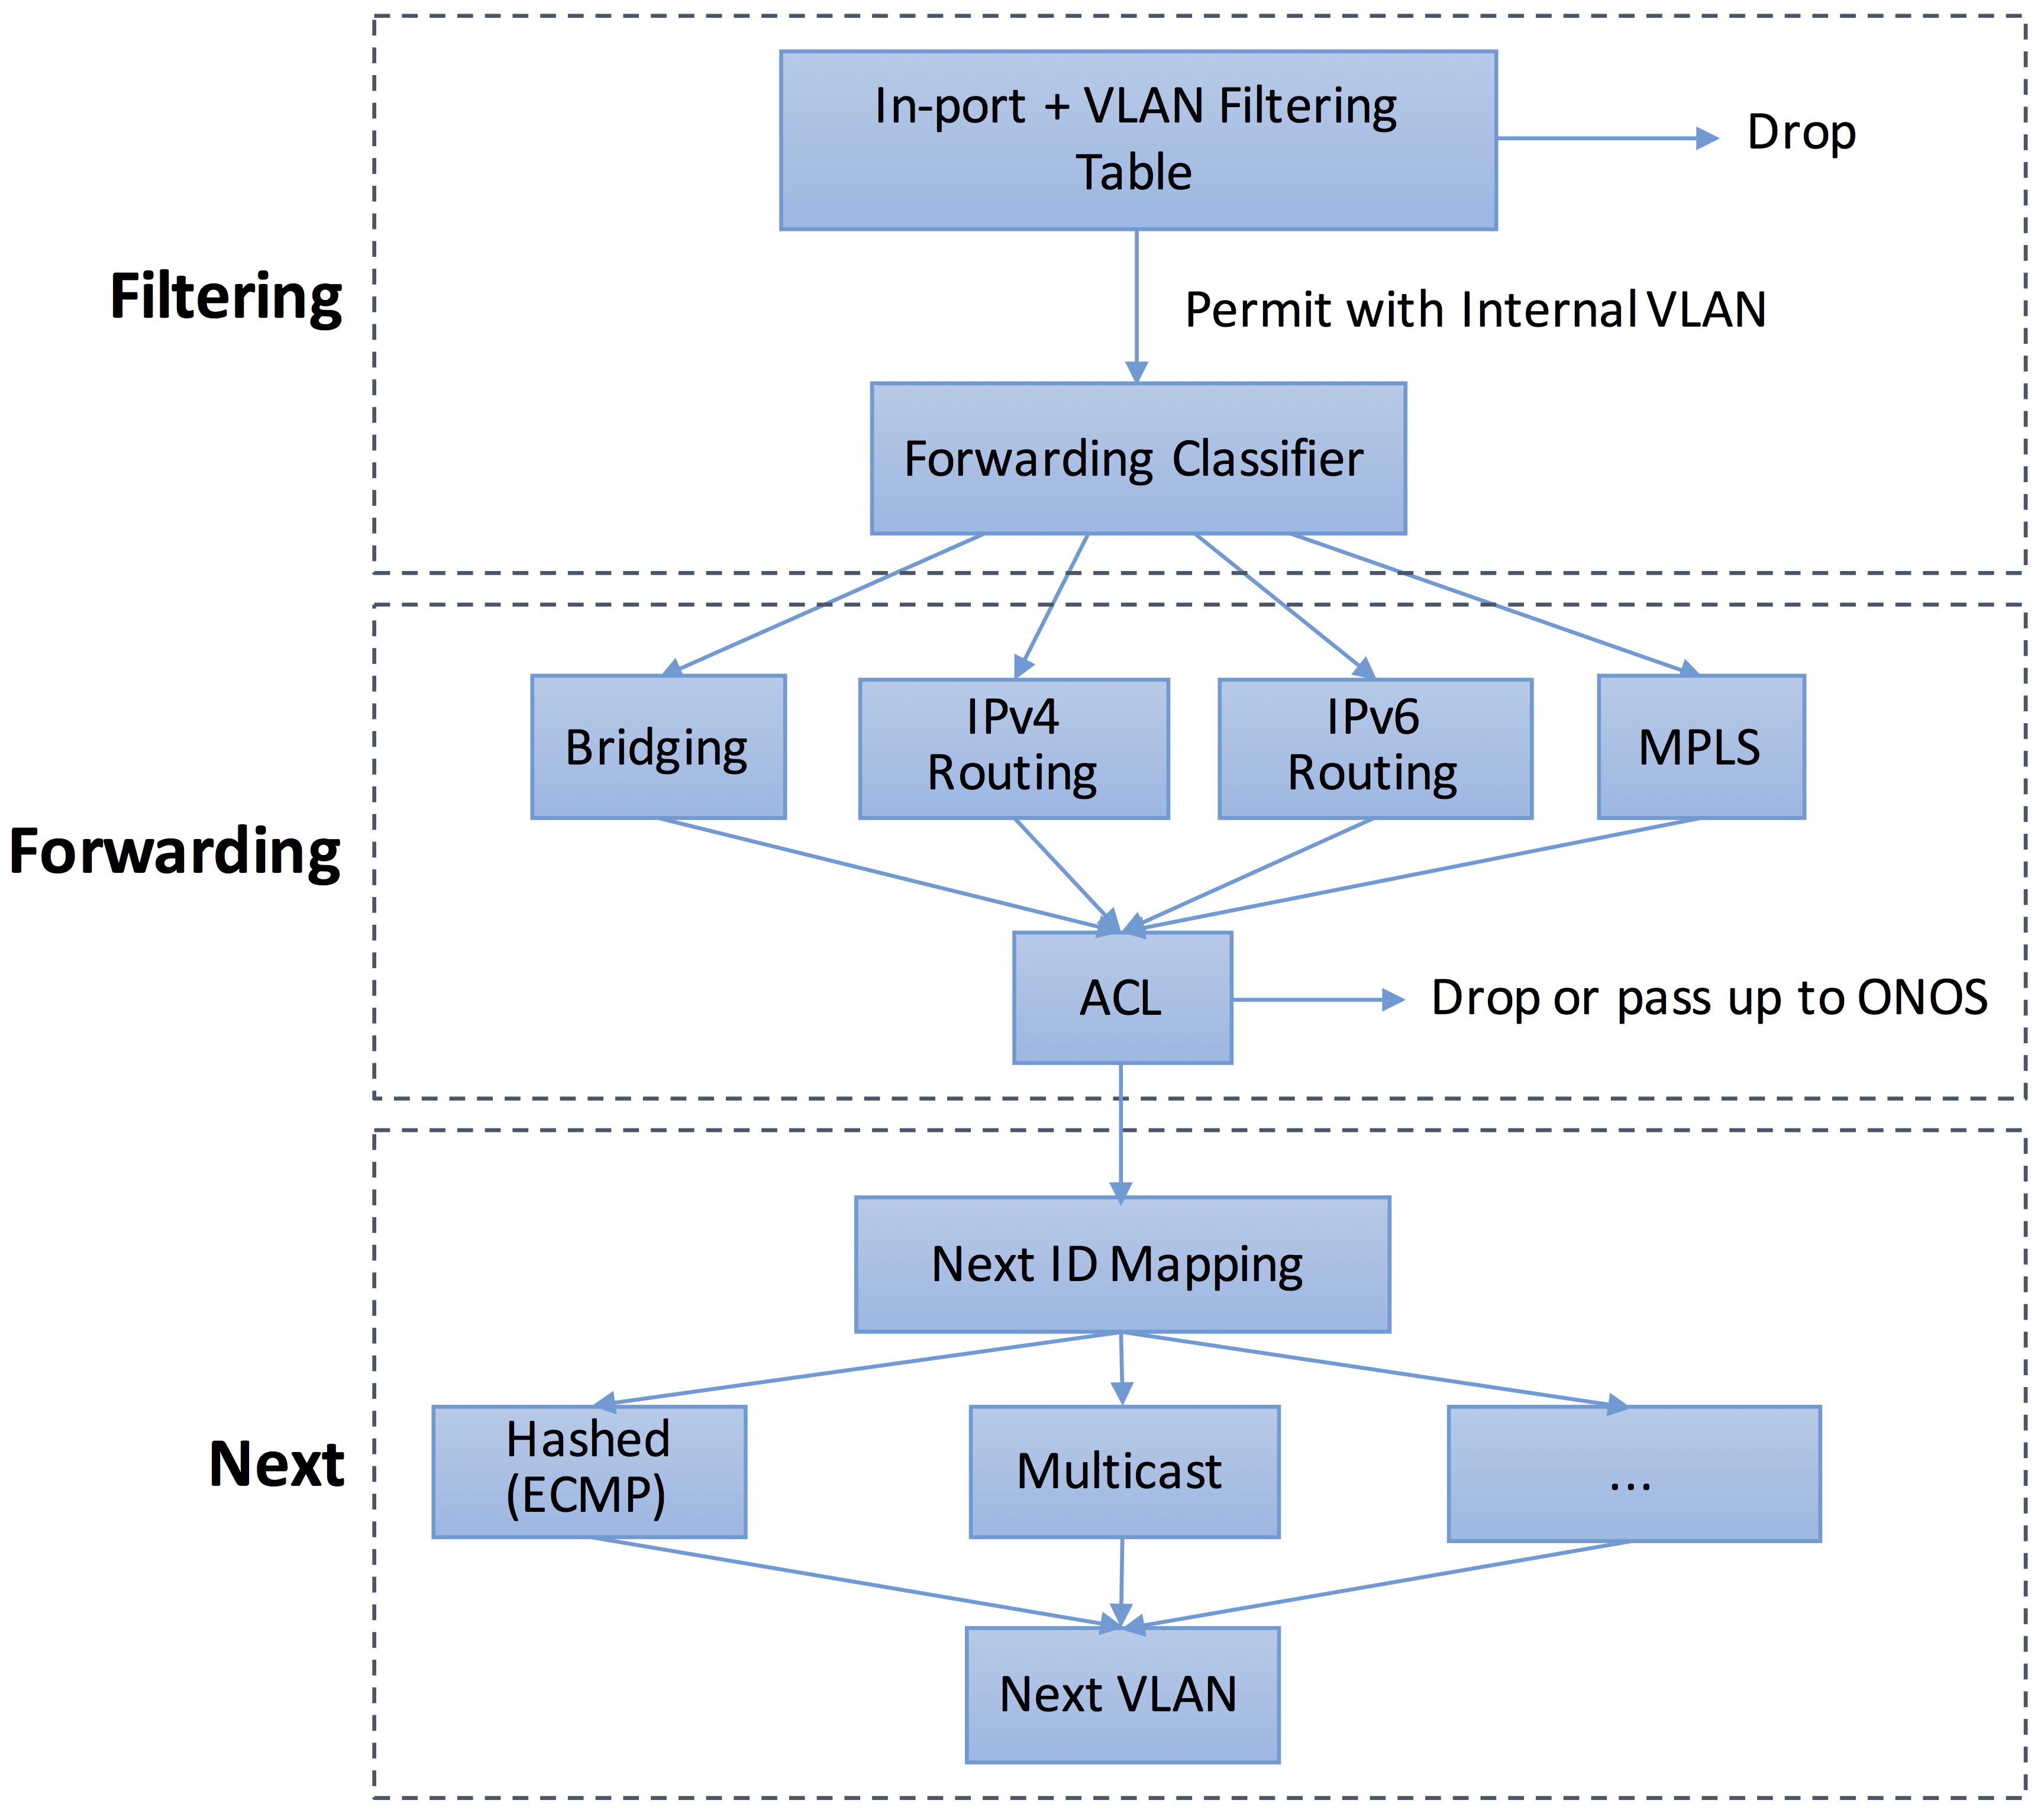 In-port + VLAN Filtering
Table
Drop
Filtering
Permit with Internal VLAN
Forwarding Classifier
Bridging
IPv4
Routing
IPv6
Routing
MPLS
Forwarding
ACL
Drop or pass up to ONOS
Next ID Mapping
Next
Hashed
(ECMP)
Multicast
...
Next VLAN